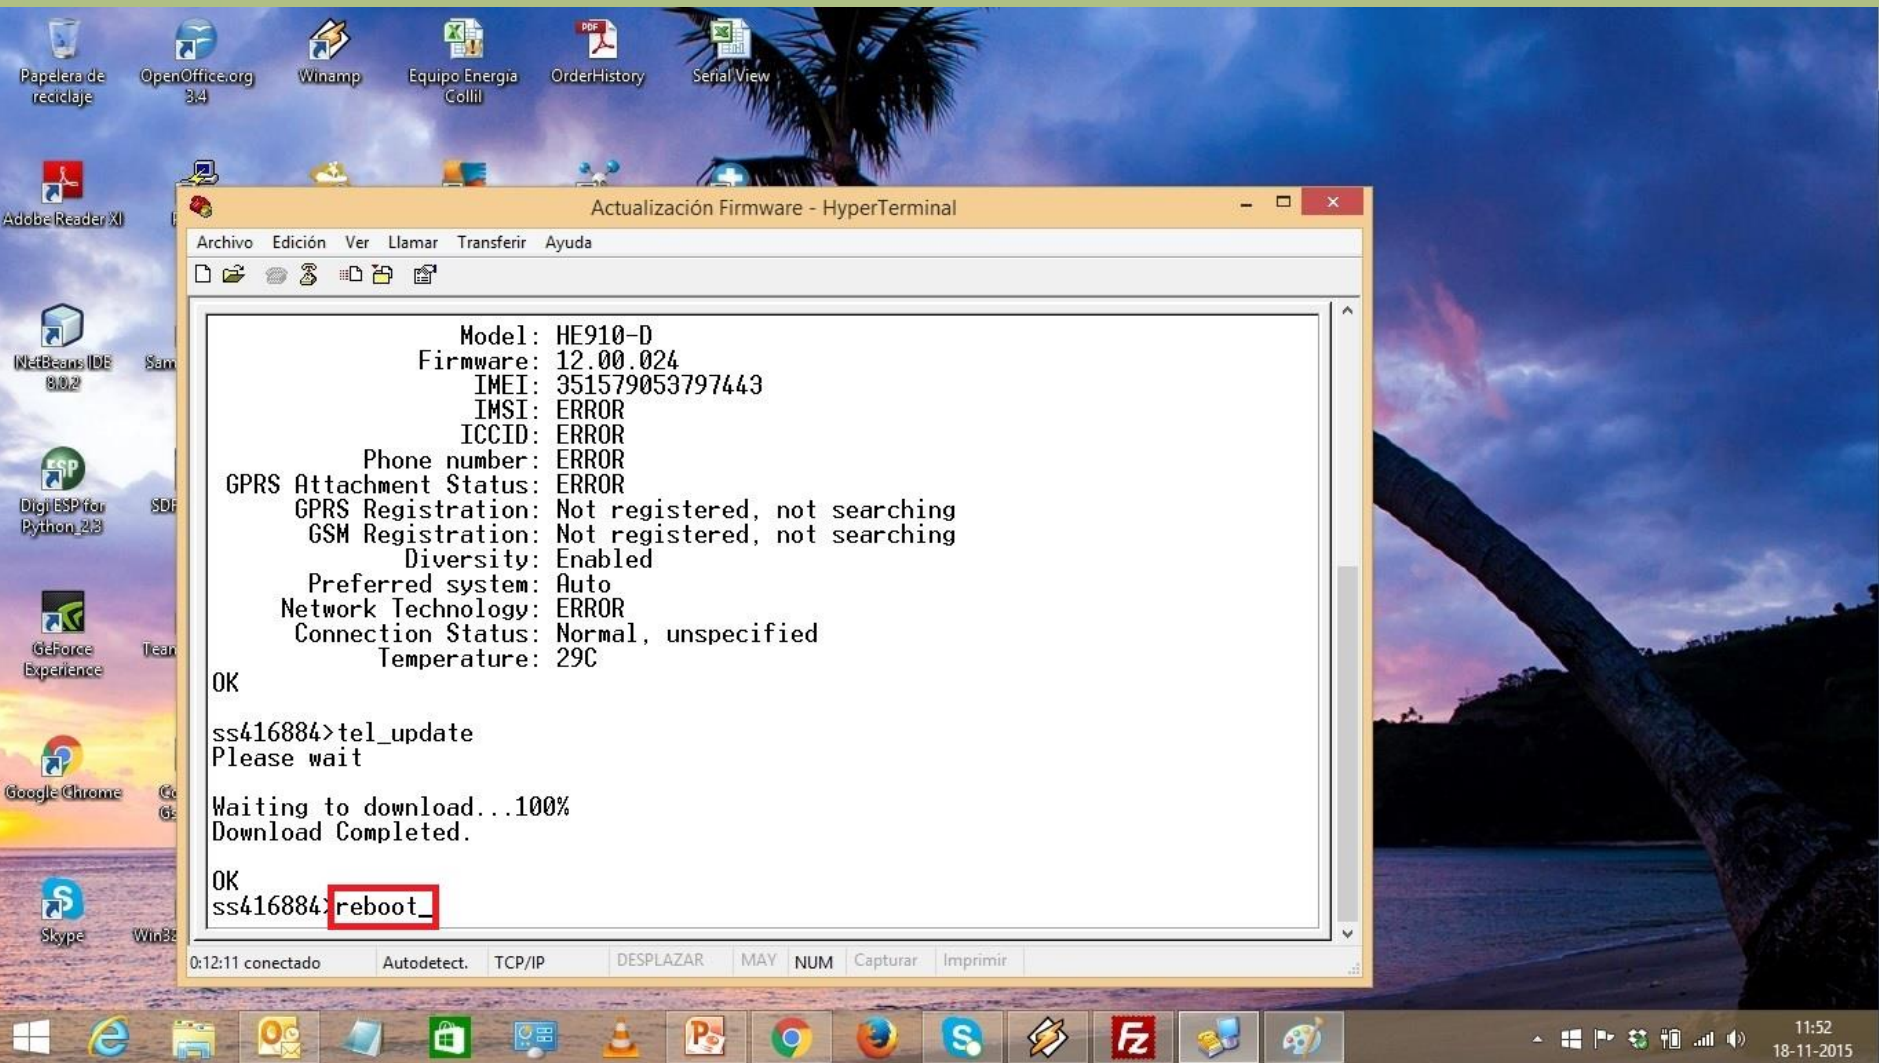 Papelera de
reciclaje
OpenOffice.org
3.4
Winamp
Equipo Energia
Collil
OrderHistory
Serial View
Adobe Reader XI
Actualización Firmware - HyperTerminal
Archivo Edición Ver Llamar Transferir Ayuda
NetBeans IDE
8.0.2
Sam
Digi ESP for
Python_2.3
SDF
GeForce
Experience
Team
Google Chrome
Skype
Win32
Model: HE910-D
Firmware: 12.00.024
IMEI: 351579053797443
IMSI: ERROR
ICCID: ERROR
Phone number: ERROR
GPRS Attachment Status: ERROR
GPRS Registration: Not registered, not searching
GSM Registration: Not registered, not searching
Diversity: Enabled
Preferred system: Auto
Network Technology: ERROR
Connection Status: Normal, unspecified
Temperature: 29C
OK
ss416884>tel_update
Please wait
Waiting to download...100%
Download Completed.
OK
ss416884>reboot_
0:12:11 conectado Autodetect. TCP/IP DESPLAZAR MAY NUM Capturar Imprimir
11:52
18-11-2015